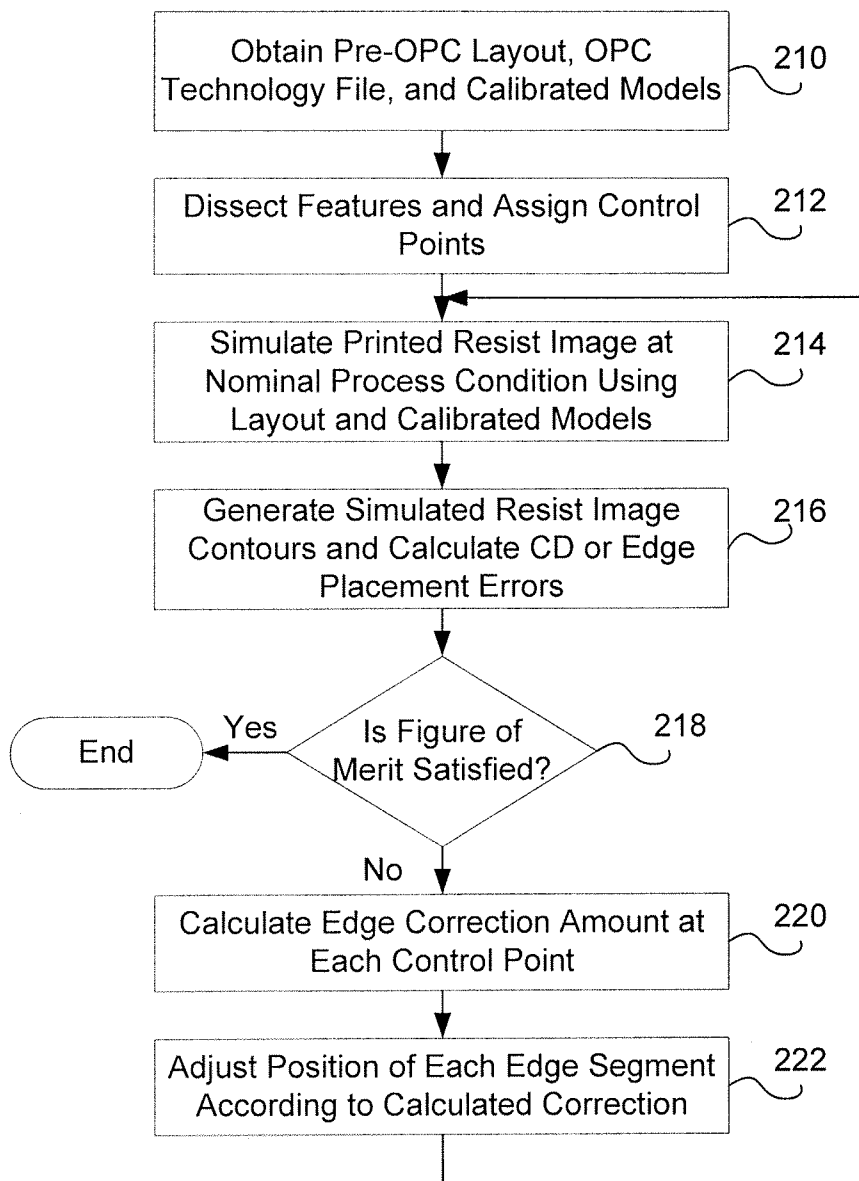 Obtain Pre-OPC Layout, OPC
Technology File, and Calibrated Models
210
Dissect Features and Assign Control
Points
212
Simulate Printed Resist Image at
Nominal Process Condition Using
Layout and Calibrated Models
214
Generate Simulated Resist Image
Contours and Calculate CD or Edge
Placement Errors
216
Is Figure of
Merit Satisfied?
218
Yes
End
No
Calculate Edge Correction Amount at
Each Control Point
220
Adjust Position of Each Edge Segment
According to Calculated Correction
222